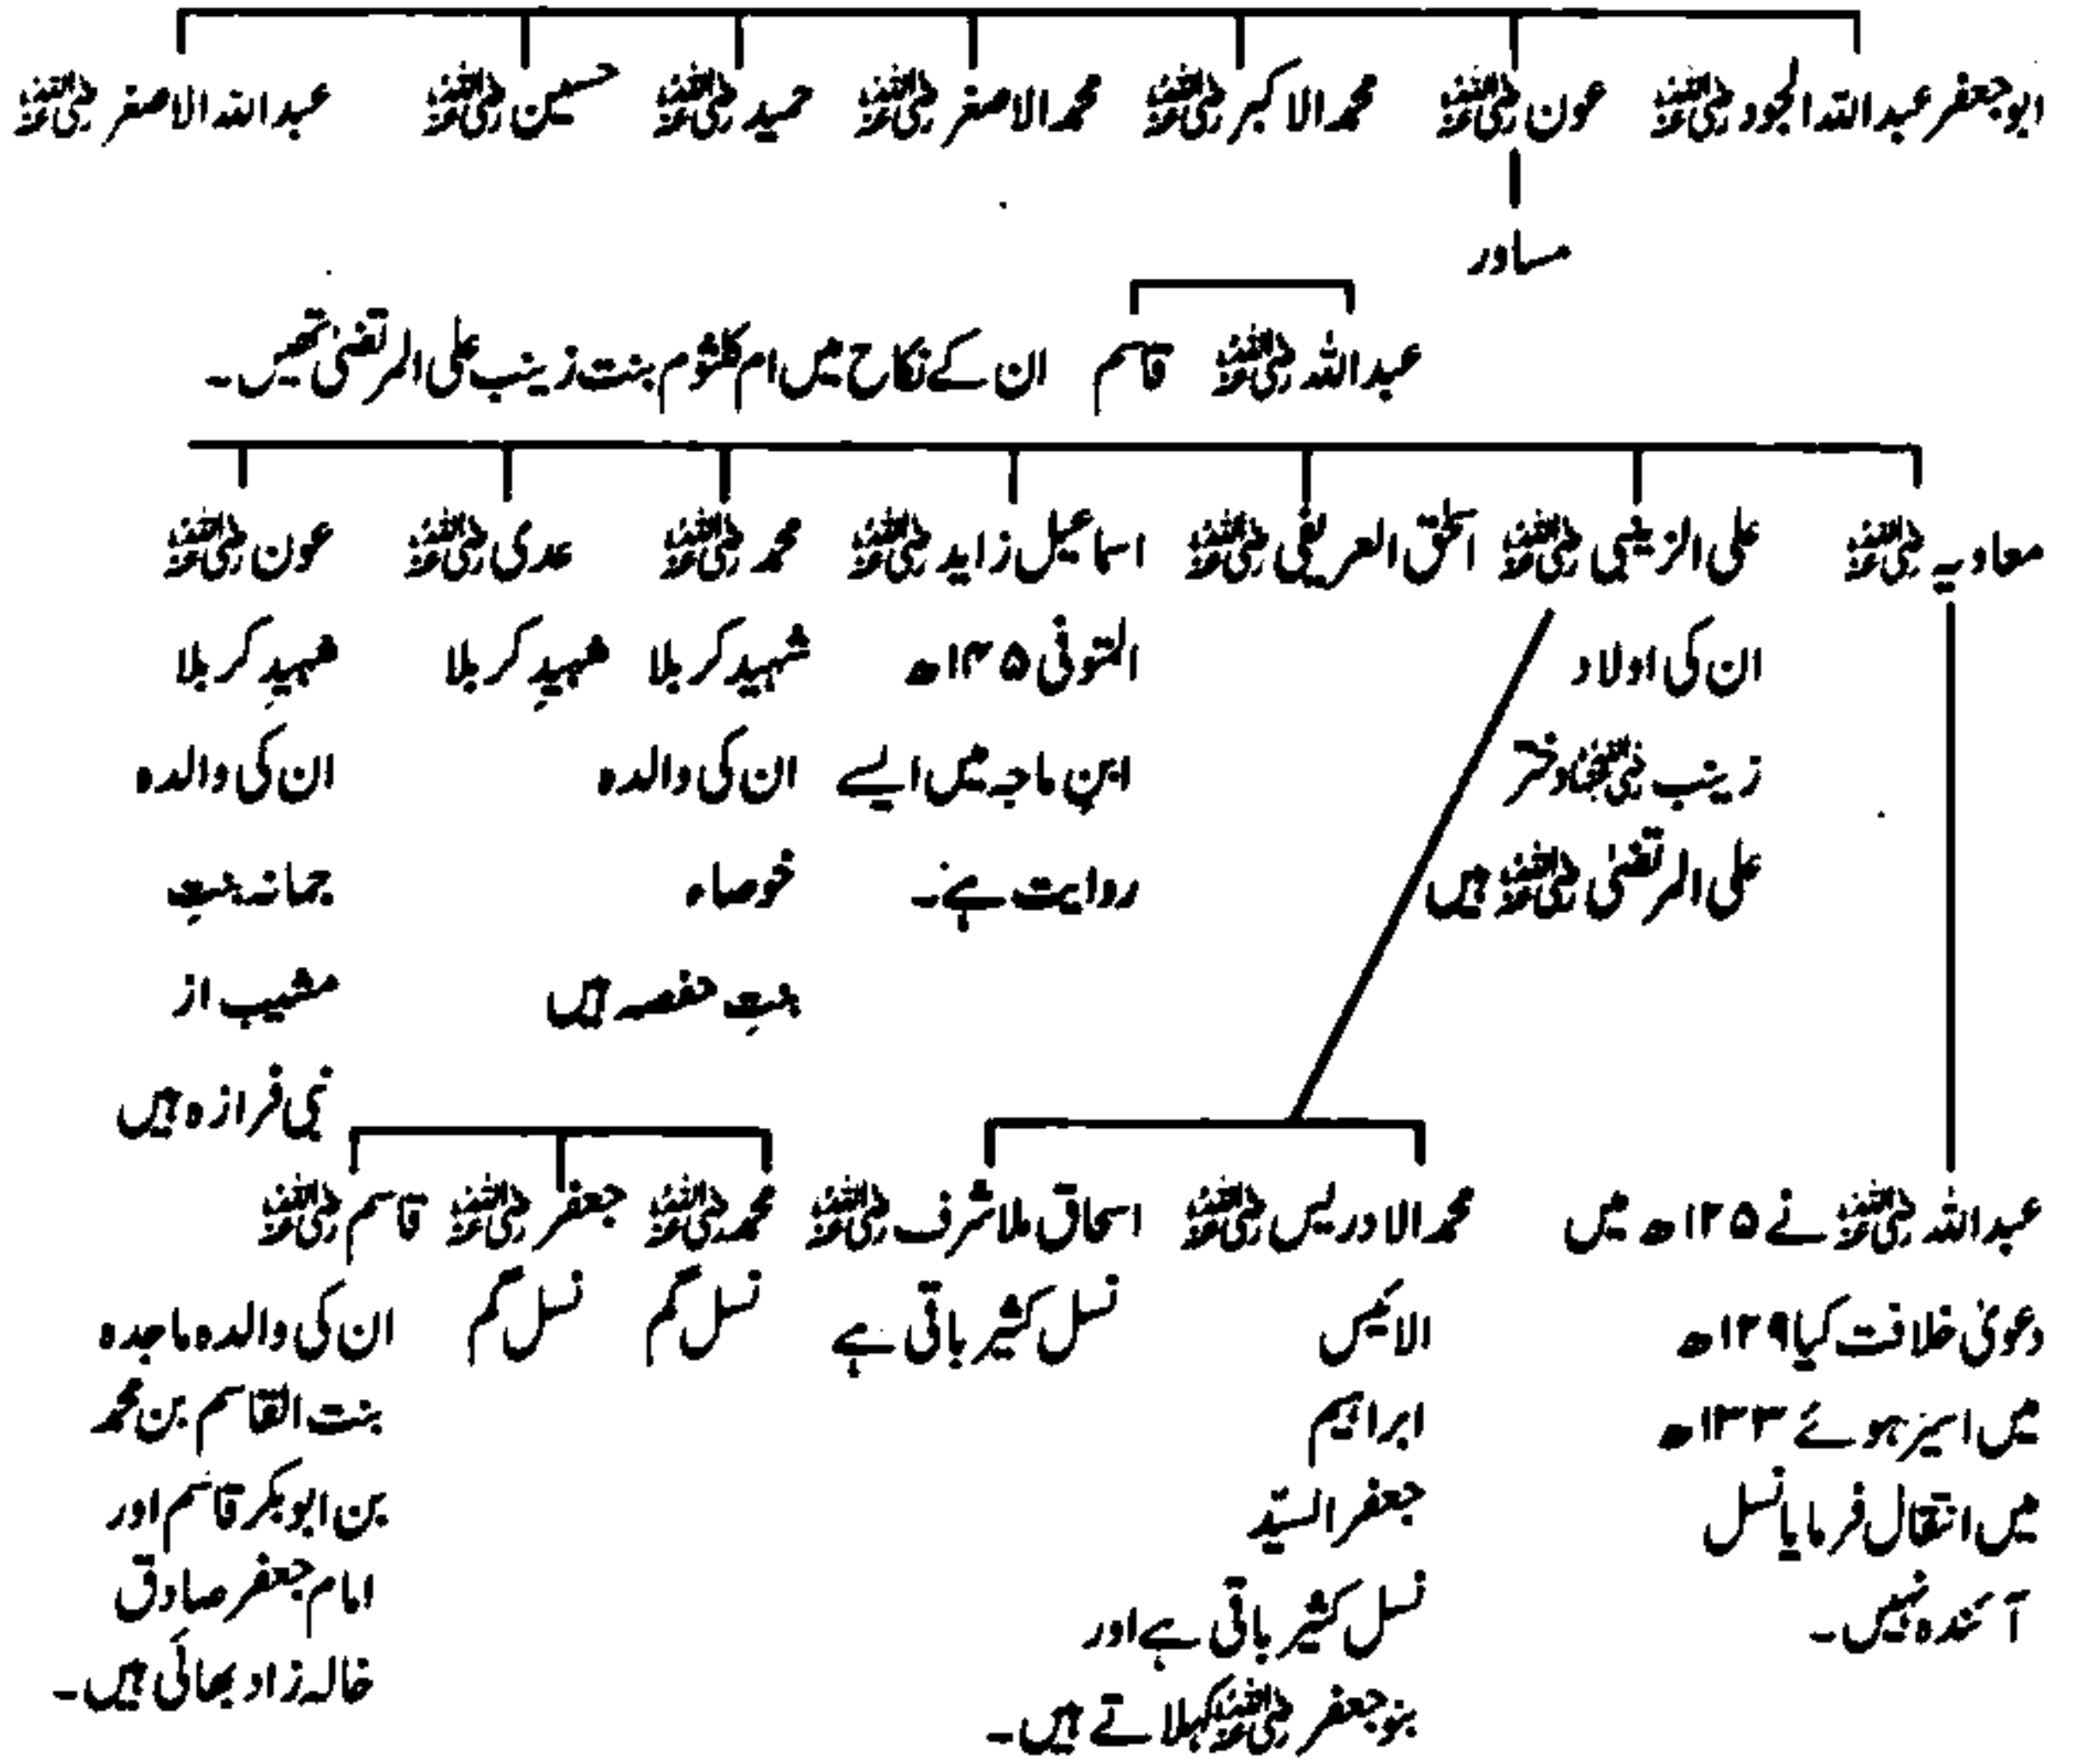 ابوجعفر عبداللہ الجود رضی اللہ عنہ عون رضی اللہ عنہ محمد الاکبر رضی اللہ عنہ محمد الاصغر رضی اللہ عنہ حمید رضی اللہ عنہ حسین رضی اللہ عنہ عبداللہ الاصغر رضی اللہ عنہ
مساور
عبداللہ رضی اللہ عنہ قاسم ان کے نکاح میں ام کلثوم بنت زینب علی المرتضیٰ تھیں۔
معاویہ رضی اللہ عنہ علی الزینبی رضی اللہ عنہ اسحٰق العریضی رضی اللہ عنہ اسماعیل زاہد رضی اللہ عنہ محمد رضی اللہ عنہ عدی رضی اللہ عنہ عون رضی اللہ عنہ
ان کی اولاد المتوفی ۱۴۵ھ شہید کربلا شہیدِ کربلا شہیدِ کربلا
زینب رضی اللہ عنہا دختر ابنِ ماجہ میں ایسے ان کی والدہ ان کی والدہ
علی المرتضیٰ رضی اللہ عنہ ہیں روایت ہے۔ خوصاء جمانہ بنتِ
بنتِ حفصہ ہیں مشیب از
بنی فرازہ ہیں
عبداللہ رضی اللہ عنہ نے ۱۲۵ھ میں محمد الادریس رضی اللہ عنہ اسحاق ملاشرف رضی اللہ عنہ محمد رضی اللہ عنہ جعفر رضی اللہ عنہ قاسم رضی اللہ عنہ
دعویٰ خلافت کیا ۱۲۹ھ الائیس نسل کثیر باقی ہے نسل گم نسل گم ان کی والدہ ماجدہ
میں اسیر ہوئے ۱۳۳ھ ابراہیم بنت القاسم بن محمد
میں انتقال فرمایا نسل جعفر السیّد بن ابوبکر قاسم اور
آئندہ نہیں۔ نسل کثیر باقی ہے اور امام جعفر صادق
بنو جعفر رضی اللہ عنہ کہلاتے ہیں۔ خالہ زاد بھائی ہیں۔